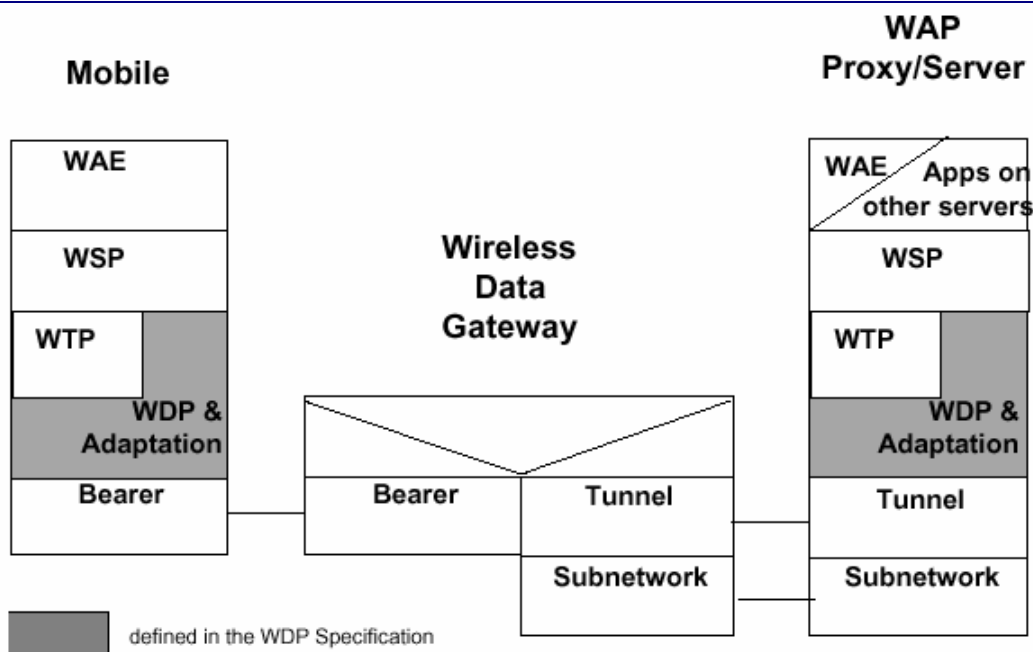 Mobile
WAP
Proxy/Server
WAE
WSP
WTP
WDP &
Adaptation
Bearer
Wireless
Data
Gateway
Bearer
Tunnel
Subnetwork
WAE
Apps on
other servers
WSP
WTP
WDP &
Adaptation
Tunnel
Subnetwork
defined in the WDP Specification